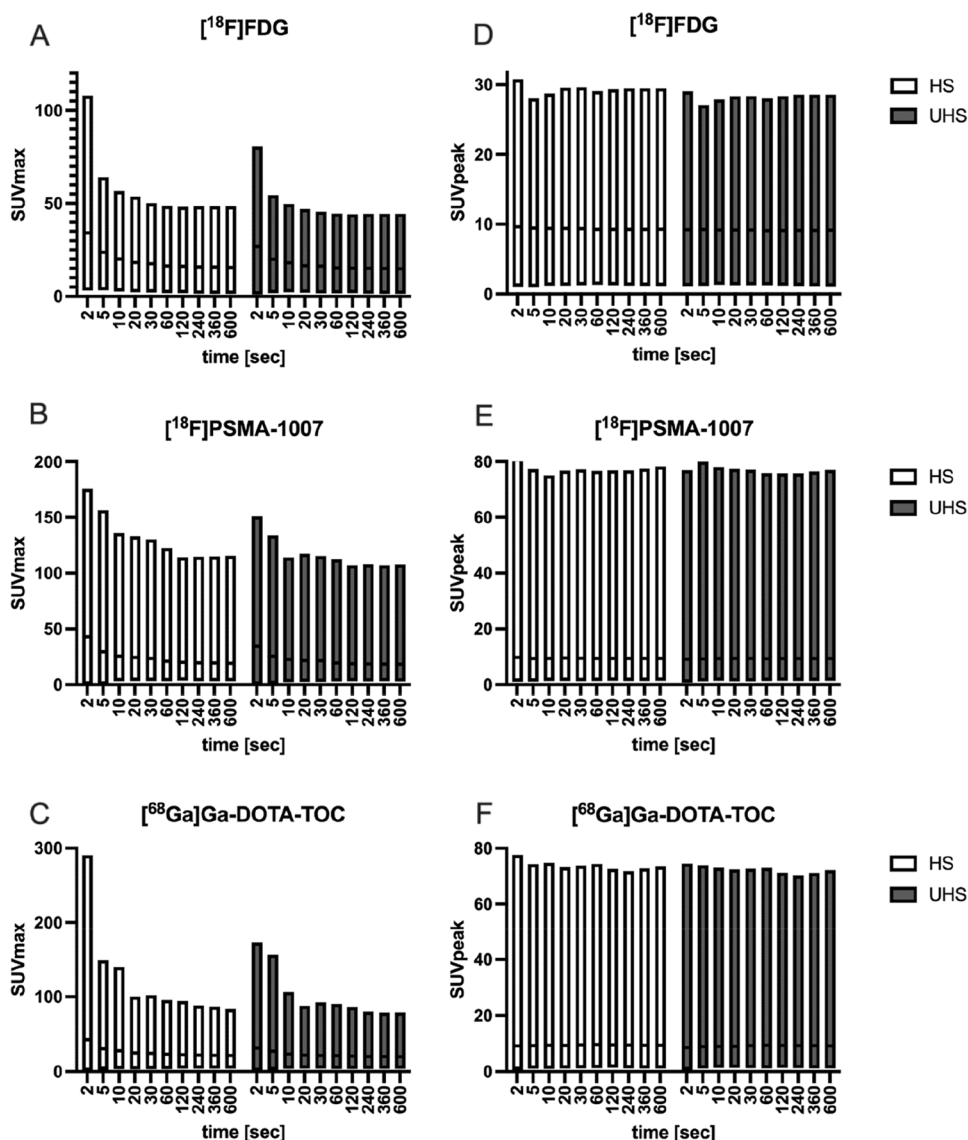 A
[¹⁸F]FDG
SUVmax
100
50
0
2 5 10 20 30 60 120 240 360 600 2 5 10 20 30 60 120 240 360 600
time [sec]
D
[¹⁸F]FDG
SUVpeak
30
20
10
0
2 5 10 20 30 60 120 240 360 600 2 5 10 20 30 60 120 240 360 600
time [sec]
HS
UHS
B
[¹⁸F]PSMA-1007
SUVmax
200
150
100
50
0
2 5 10 20 30 60 120 240 360 600 2 5 10 20 30 60 120 240 360 600
time [sec]
E
[¹⁸F]PSMA-1007
SUVpeak
80
60
40
20
0
2 5 10 20 30 60 120 240 360 600 2 5 10 20 30 60 120 240 360 600
time [sec]
HS
UHS
C
[⁶⁸Ga]Ga-DOTA-TOC
SUVmax
300
200
100
0
2 5 10 20 30 60 120 240 360 600 2 5 10 20 30 60 120 240 360 600
time [sec]
F
[⁶⁸Ga]Ga-DOTA-TOC
SUVpeak
80
60
40
20
0
2 5 10 20 30 60 120 240 360 600 2 5 10 20 30 60 120 240 360 600
time [sec]
HS
UHS